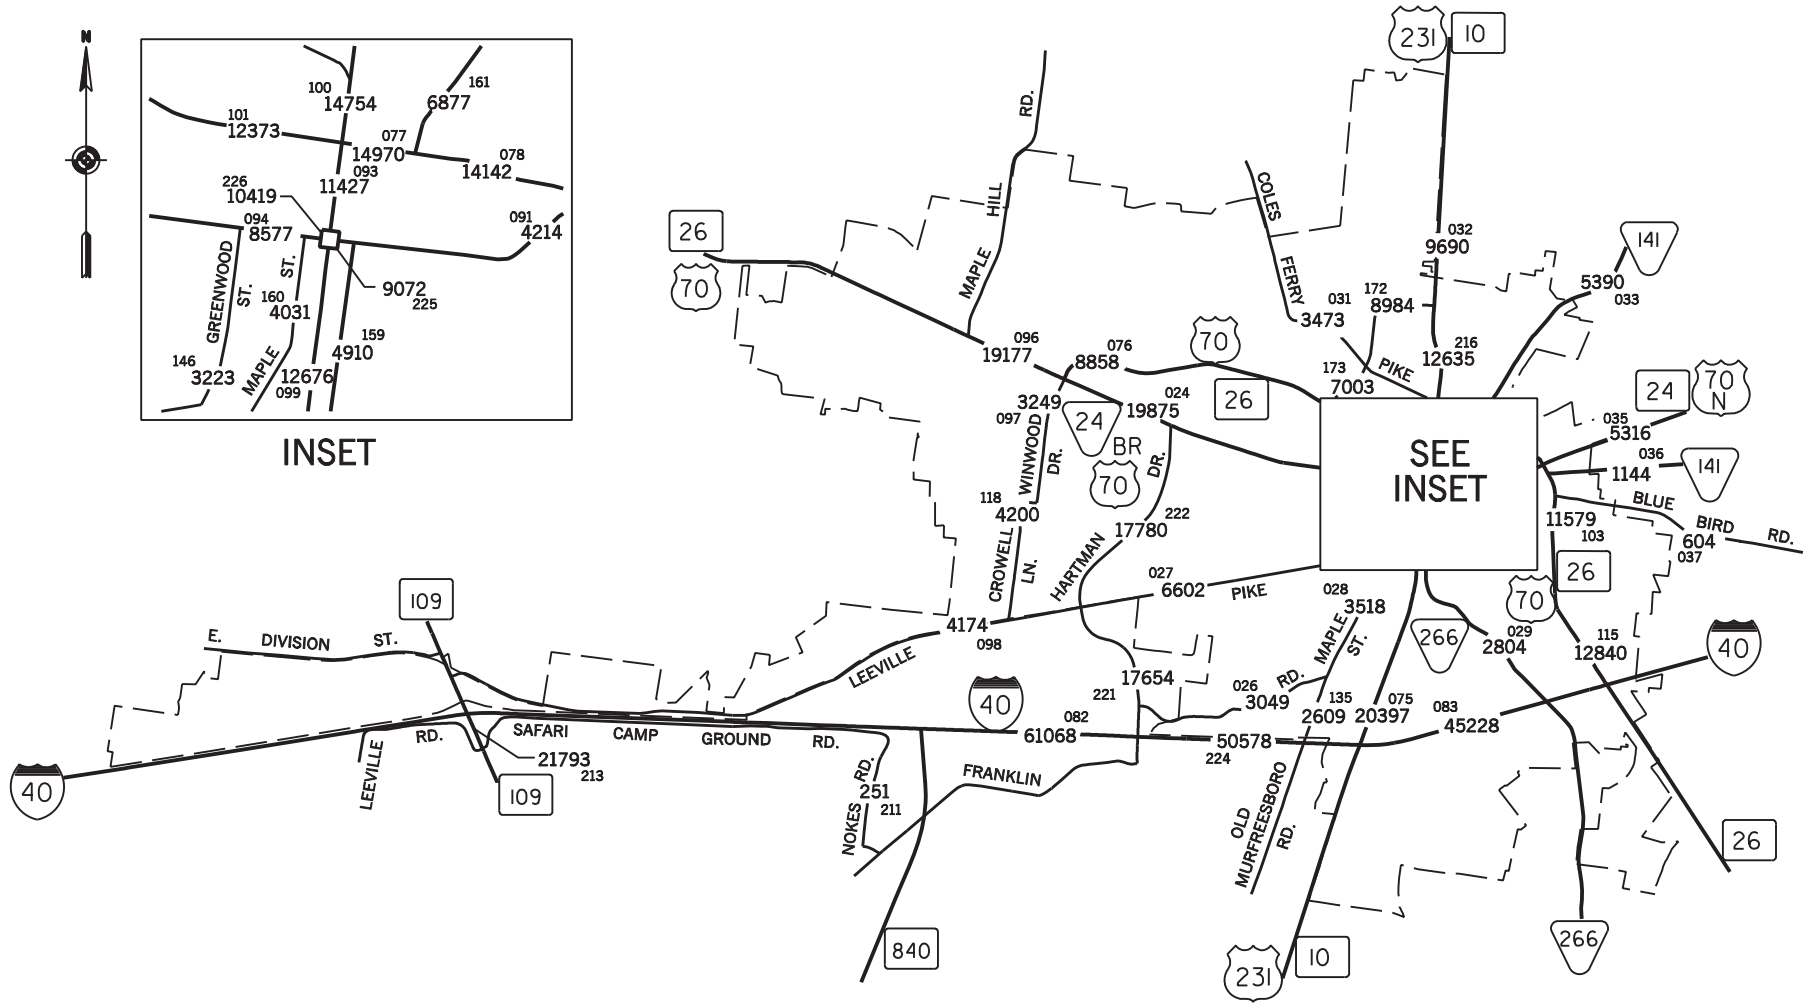 N
100
14754
161
6877
101
12373
077
14970
078
14142
093
11427
226
10419
094
8577
091
4214
GREENWOOD
ST.
ST.
MAPLE
160
4031
9072
225
159
4910
146
3223
12676
099
INSET
231
10
RD.
HILL
MAPLE
COLES
FERRY
PIKE
26
70
032
9690
141
5390
033
031
3473
172
8984
216
12635
173
7003
096
19177
076
8858
70
26
024
19875
3249
097
24
BR
70
WINWOOD
DR.
DR.
HARTMAN
118
4200
CROWELL
LN.
222
17780
SEE
INSET
24
70
N
035
5316
036
1144
141
BLUE
BIRD
RD.
11579
103
604
037
26
70
027
6602
PIKE
028
3518
MAPLE
ST.
266
029
2804
115
12840
40
109
E.
DIVISION
ST.
4174
098
LEEVILLE
40
17654
221
026
3049
RD.
135
2609
075
20397
083
45228
082
61068
50578
224
SAFARI
CAMP
GROUND
RD.
RD.
LEEVILLE
21793
213
109
40
RD.
251
211
NOKES
FRANKLIN
OLD
MURFREESBORO
RD.
26
840
231
10
266